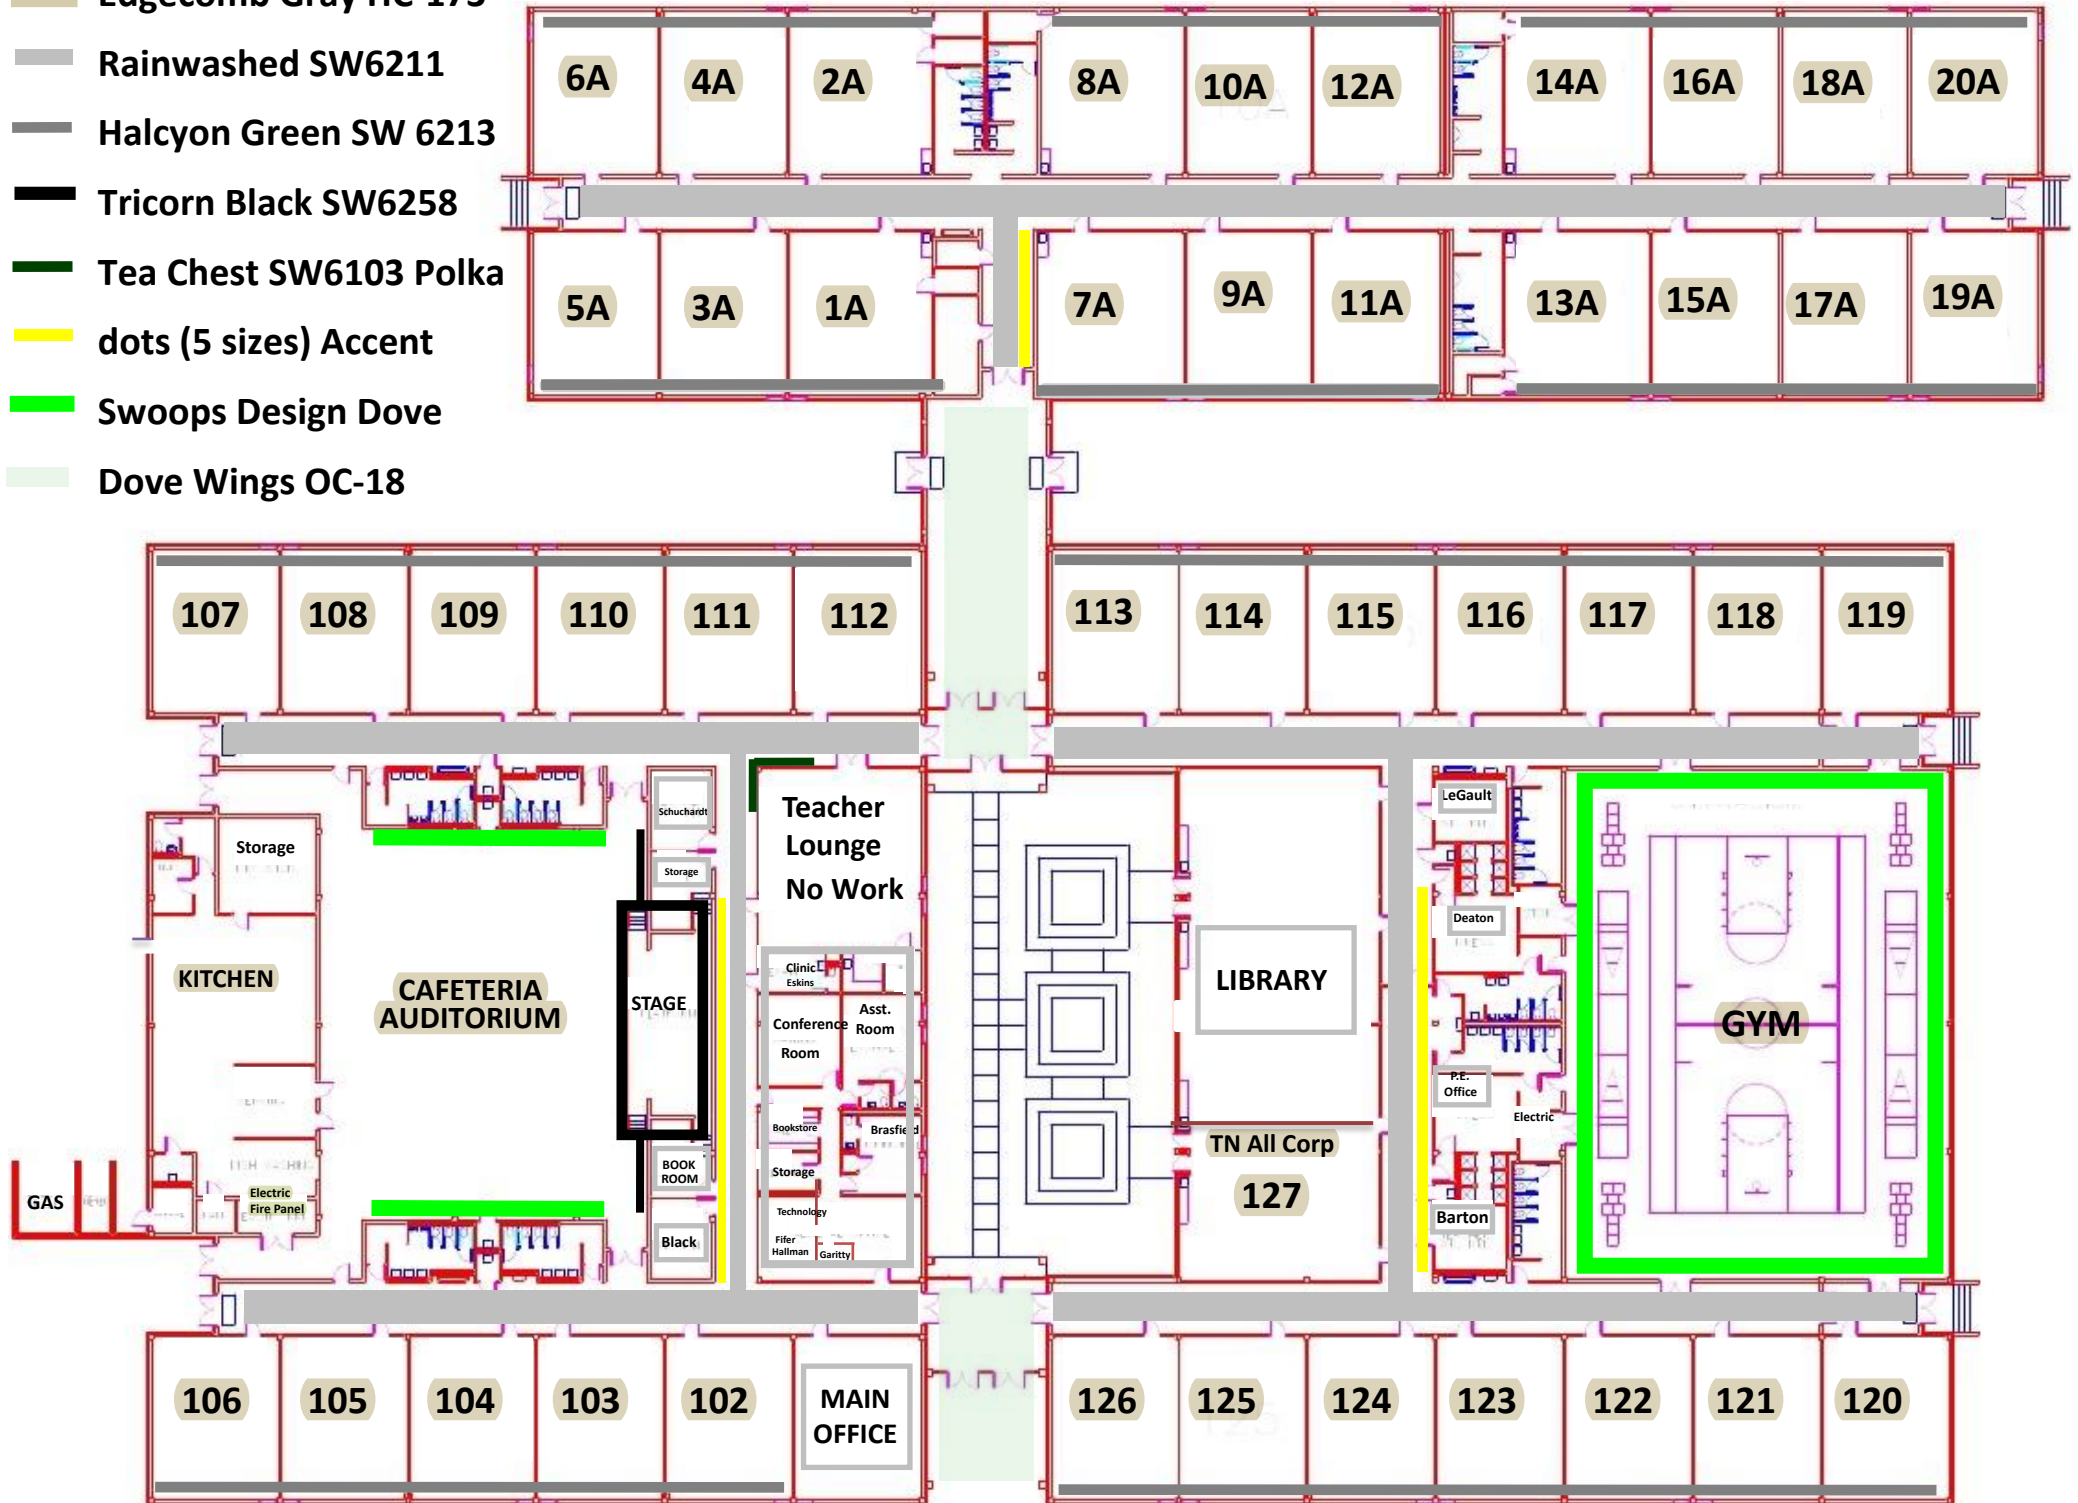 Edgecomb Gray HC-173
Rainwashed SW6211
Halcyon Green SW 6213
Tricorn Black SW6258
Tea Chest SW6103 Polka
dots (5 sizes) Accent
Swoops Design Dove
Dove Wings OC-18
6A 4A 2A 8A 10A 12A 14A 16A 18A 20A
5A 3A 1A 7A 9A 11A 13A 15A 17A 19A
107 108 109 110 111 112 113 114 115 116 117 118 119
Schuchardt
Storage
Teacher
Lounge
No Work
Storage
KITCHEN
CAFETERIA
AUDITORIUM
STAGE
Clinic
Eskins
Conference
Room
Asst.
Room
Bookstore
Brasfield
Storage
Technology
Fifer
Hallman
Garitty
BOOK
ROOM
Black
GAS
Electric
Fire Panel
LIBRARY
TN All Corp
127
LeGault
Deaton
P.E.
Office
Electric
Barton
GYM
106 105 104 103 102
MAIN
OFFICE
126 125 124 123 122 121 120